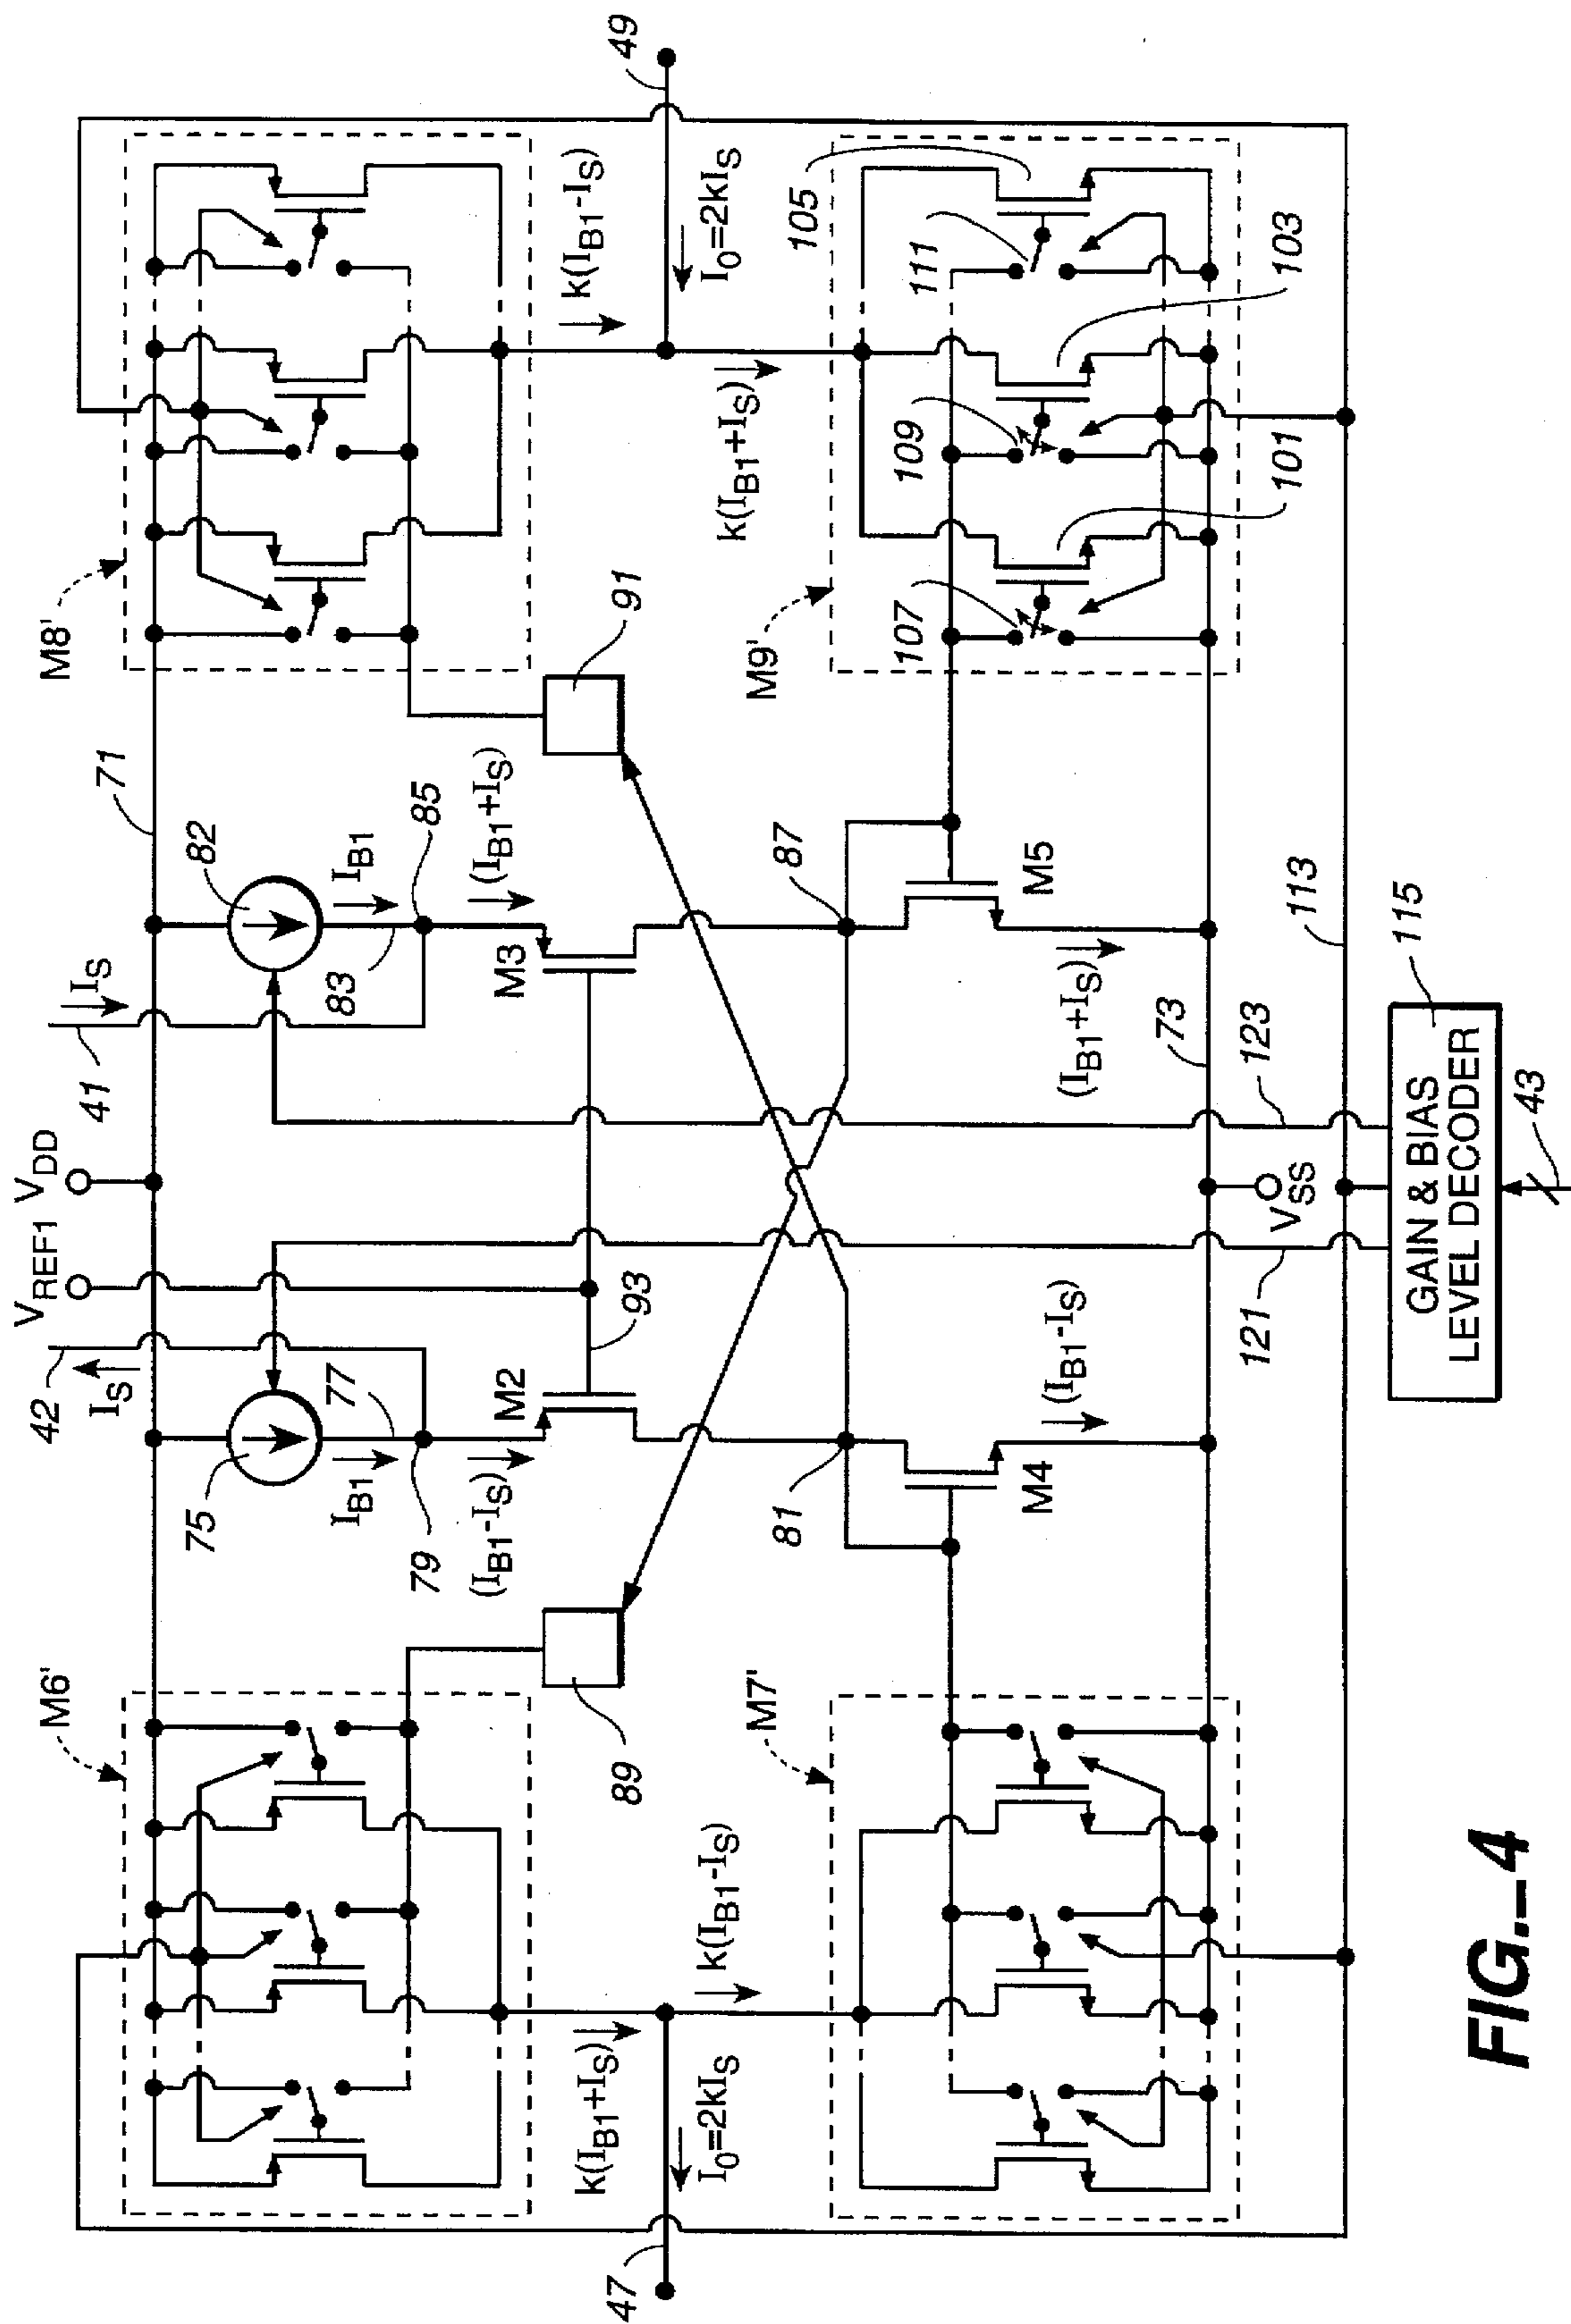 42
I_S
V_REF1
V_DD
41
I_S
71
M6'
75
I_B1
77
79
(I_B1-I_S)
M2
93
82
I_B1
83
85
(I_B1+I_S)
M3
M8'
89
91
k(I_B1+I_S)
k(I_B1-I_S)
47
I_0=2kI_S
k(I_B1-I_S)
k(I_B1+I_S)
I_0=2kI_S
49
81
87
M7'
M4
(I_B1-I_S)
M5
(I_B1+I_S)
M9'
107
101
109
103
111
105
73
V_SS
121
123
113
GAIN & BIAS
LEVEL DECODER
115
43
FIG.–4